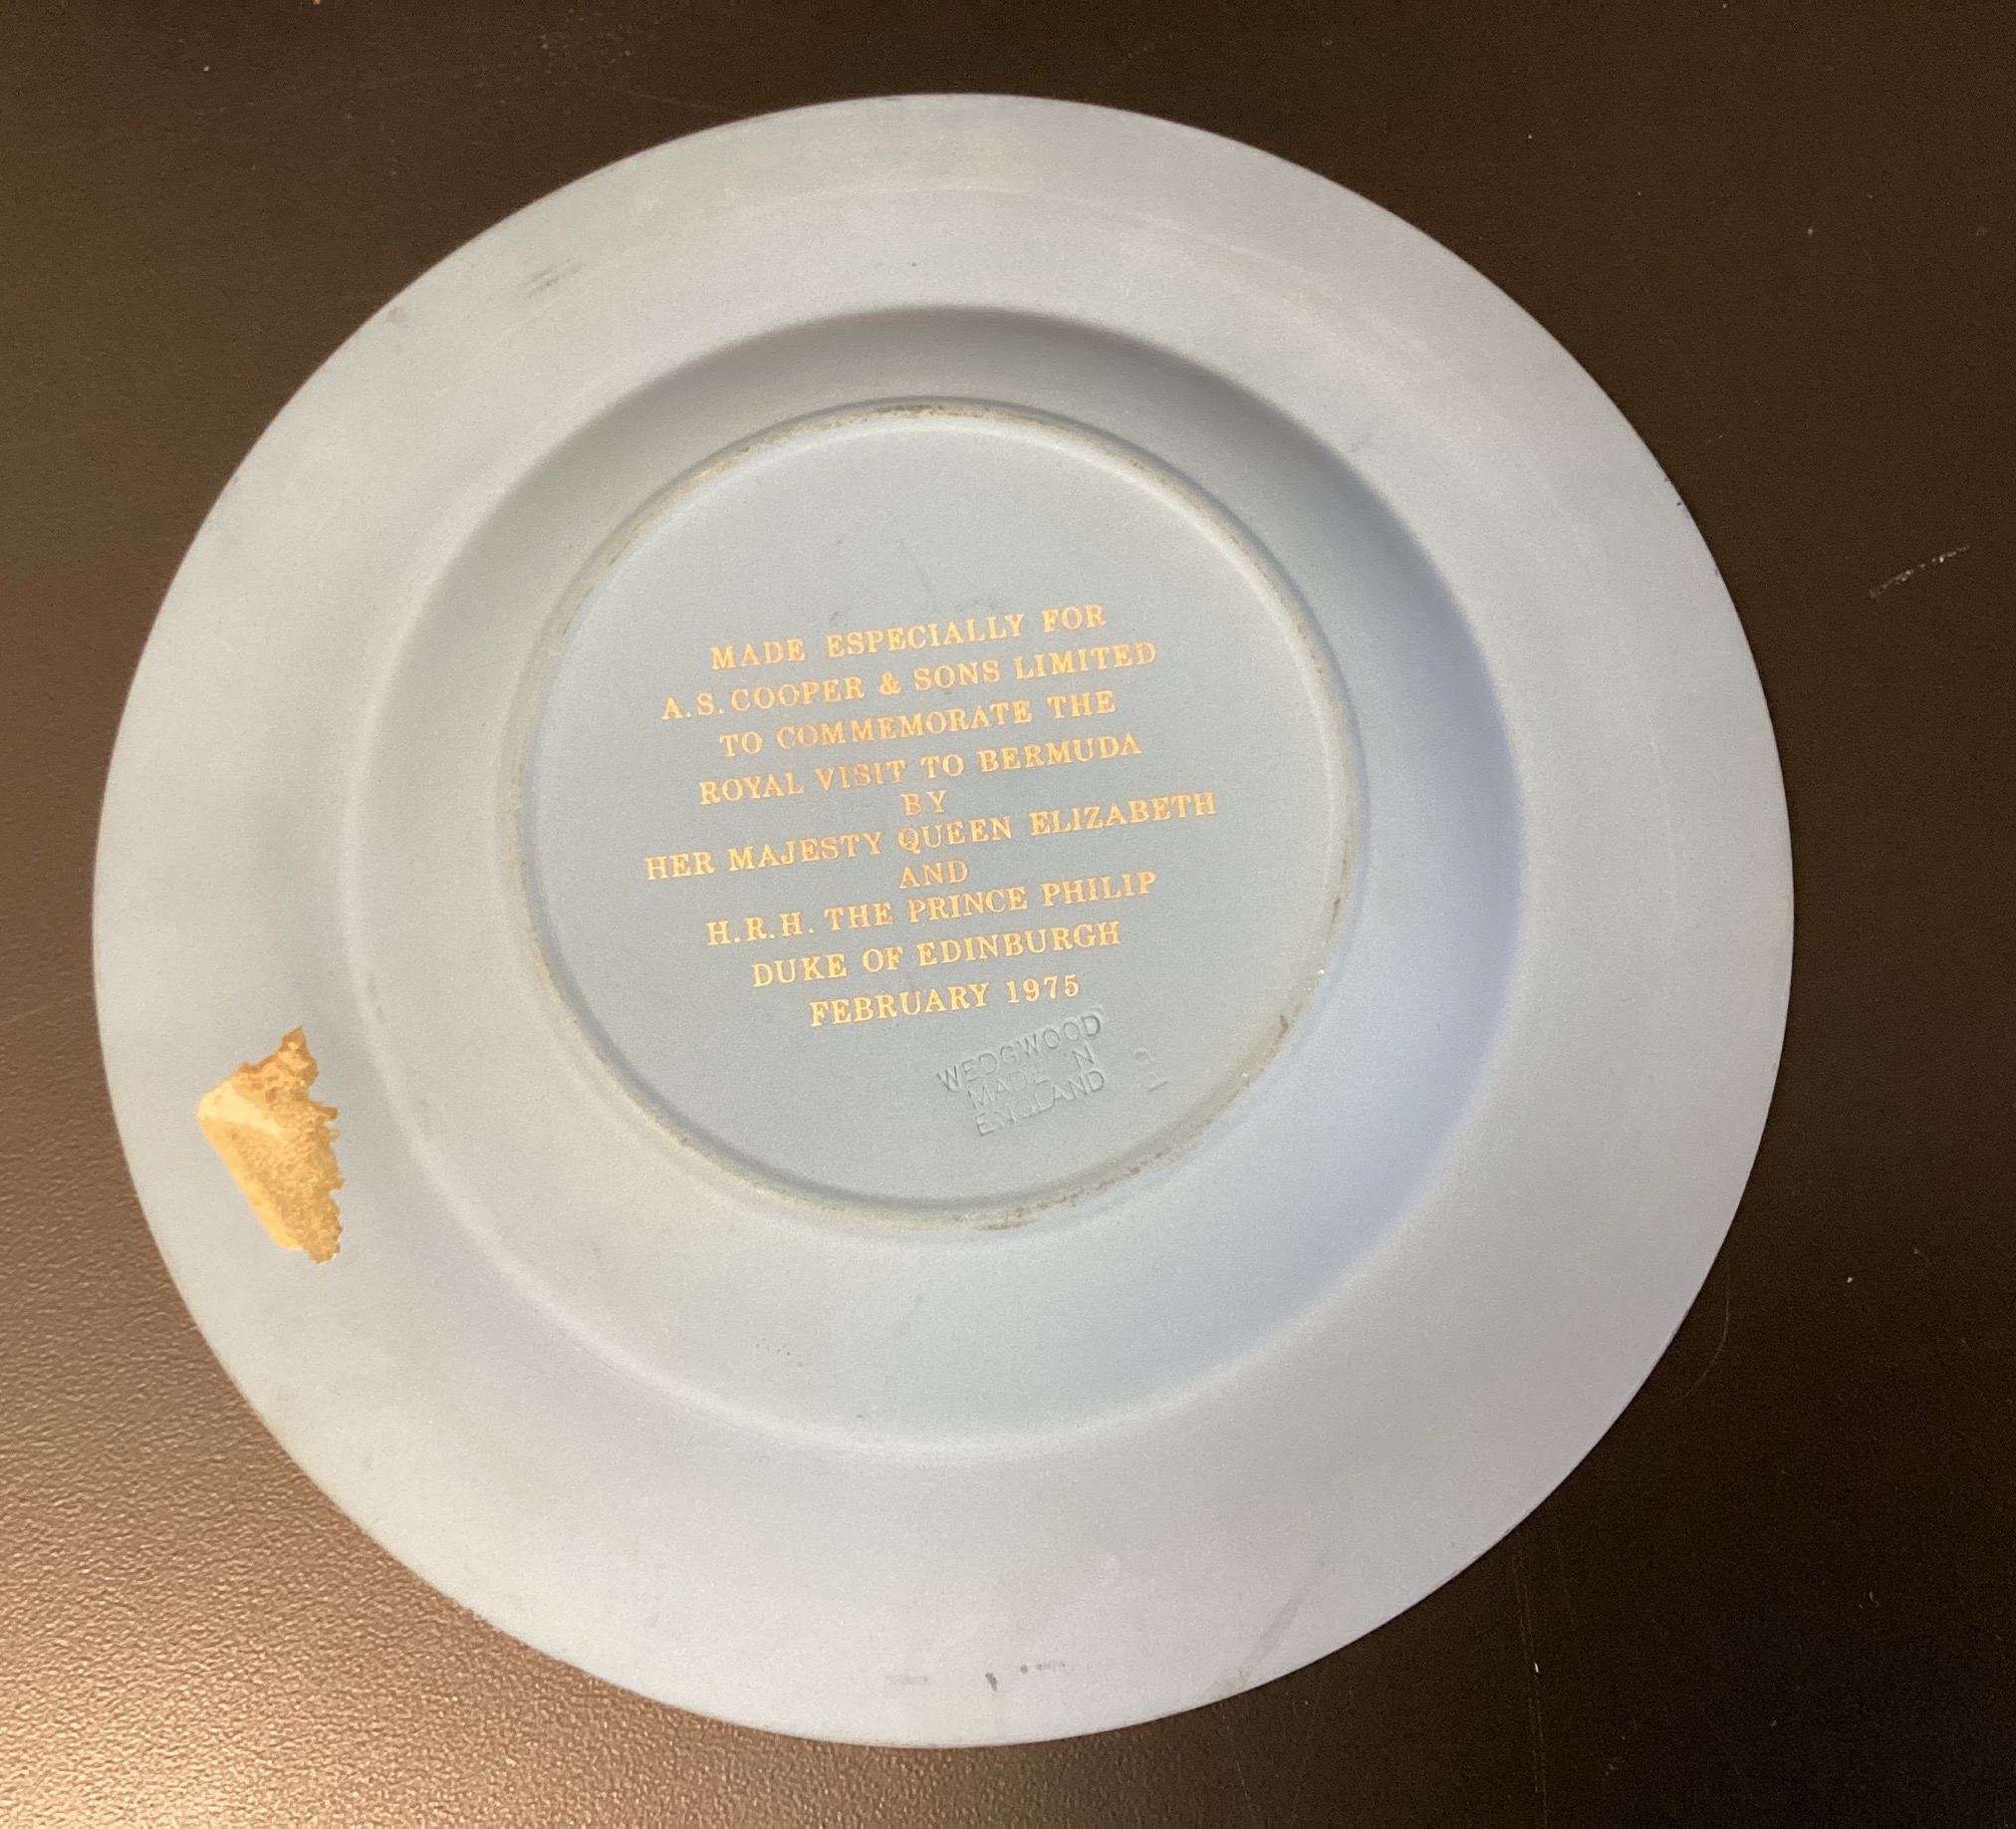 MADE ESPECIALLY FOR
A.S. COOPER & SONS LIMITED
TO COMMEMORATE THE
ROYAL VISIT TO BERMUDA
BY
HER MAJESTY QUEEN ELIZABETH
AND
H.R.H. THE PRINCE PHILIP
DUKE OF EDINBURGH
FEBRUARY 1975
WEDGWOOD
MADE IN
ENGLAND